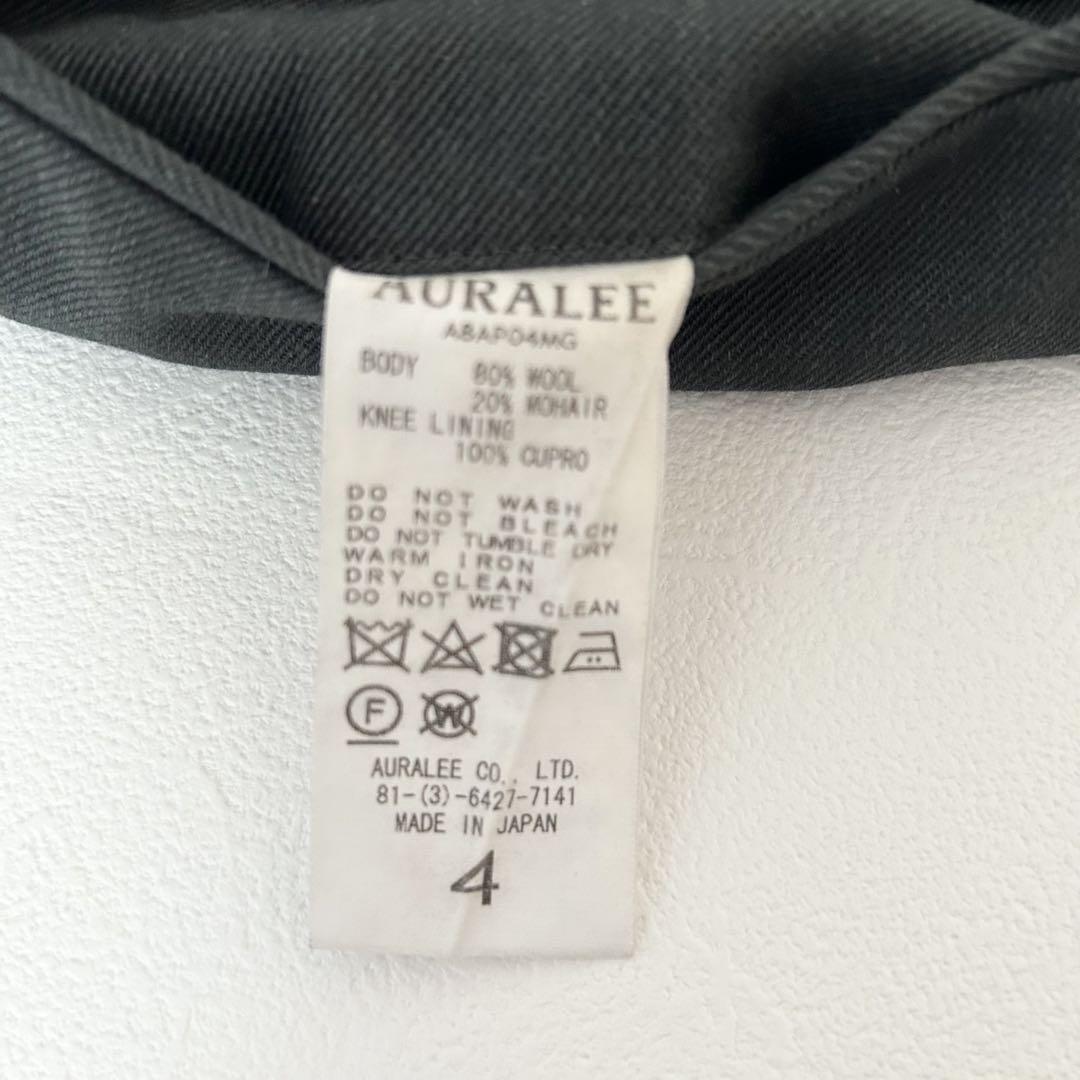 AURALEE
A8AP04MG
BODY 80% WOOL
20% MOHAIR
KNEE LINING
100% CUPRO
DO NOT WASH
DO NOT BLEACH
DO NOT TUMBLE DRY
WARM IRON
DRY CLEAN
DO NOT WET CLEAN
F W
AURALEE CO., LTD.
81-(3)-6427-7141
MADE IN JAPAN
4